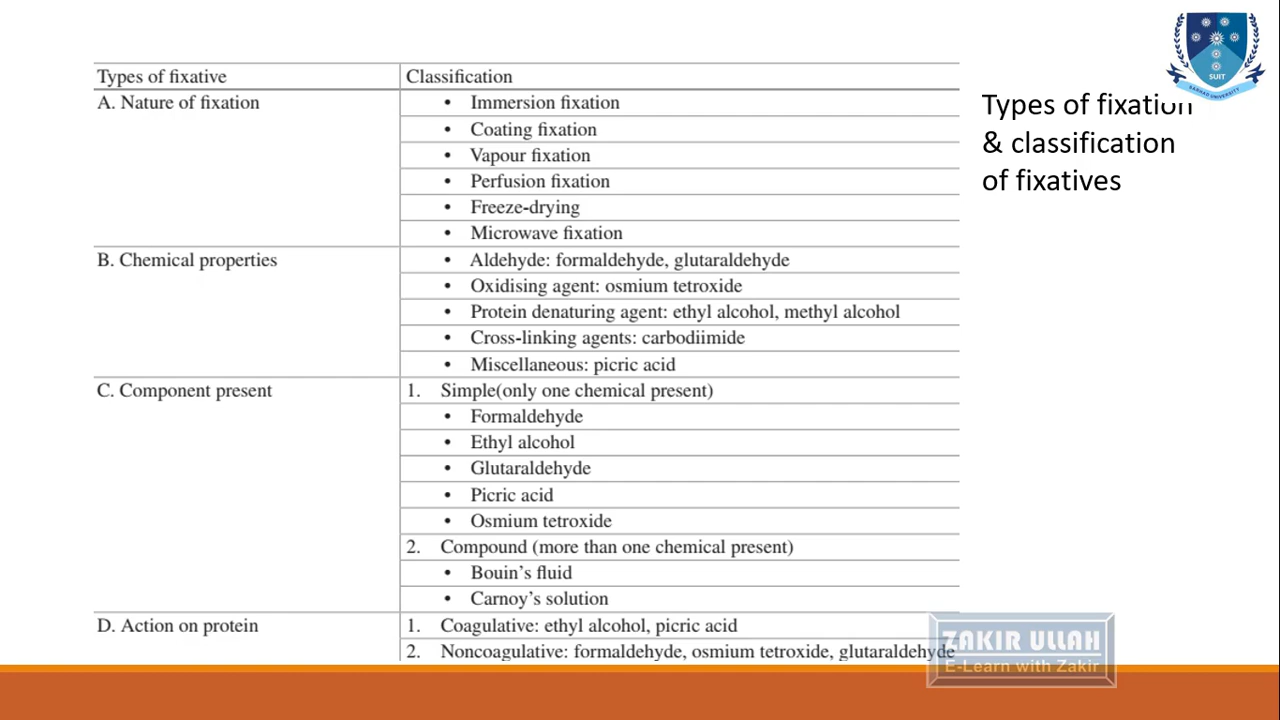 Types of fixative Classification
A. Nature of fixation • Immersion fixation
• Coating fixation
• Vapour fixation
• Perfusion fixation
• Freeze-drying
• Microwave fixation
B. Chemical properties • Aldehyde: formaldehyde, glutaraldehyde
• Oxidising agent: osmium tetroxide
• Protein denaturing agent: ethyl alcohol, methyl alcohol
• Cross-linking agents: carbodiimide
• Miscellaneous: picric acid
C. Component present 1. Simple(only one chemical present)
• Formaldehyde
• Ethyl alcohol
• Glutaraldehyde
• Picric acid
• Osmium tetroxide
2. Compound (more than one chemical present)
• Bouin’s fluid
• Carnoy’s solution
D. Action on protein 1. Coagulative: ethyl alcohol, picric acid
2. Noncoagulative: formaldehyde, osmium tetroxide, glutaraldehyde
Types of fixation
& classification
of fixatives
SUIT
SARHAD UNIVERSITY
ZAKIR ULLAH
E-Learn with Zakir